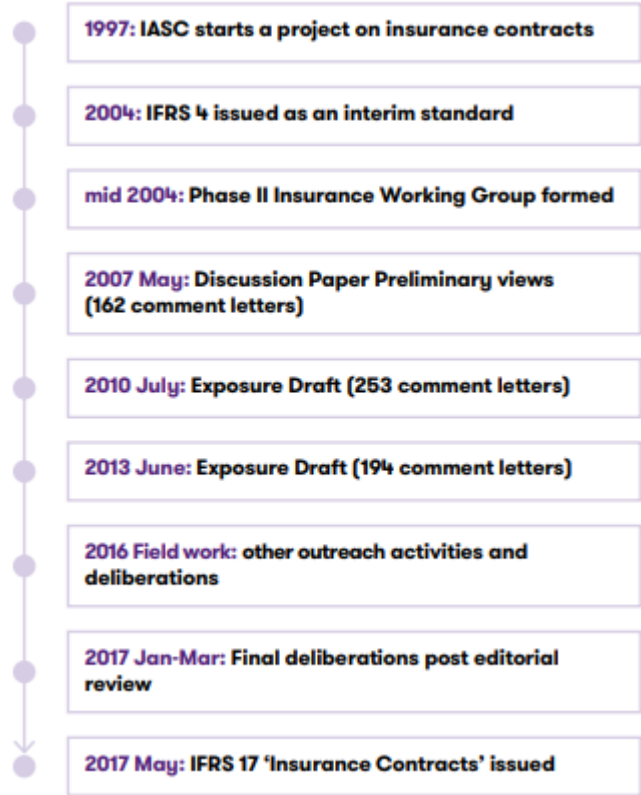 1997: IASC starts a project on insurance contracts
2004: IFRS 4 issued as an interim standard
mid 2004: Phase II Insurance Working Group formed
2007 May: Discussion Paper Preliminary views
(162 comment letters)
2010 July: Exposure Draft (253 comment letters)
2013 June: Exposure Draft (194 comment letters)
2016 Field work: other outreach activities and
deliberations
2017 Jan-Mar: Final deliberations post editorial
review
2017 May: IFRS 17 ‘Insurance Contracts’ issued